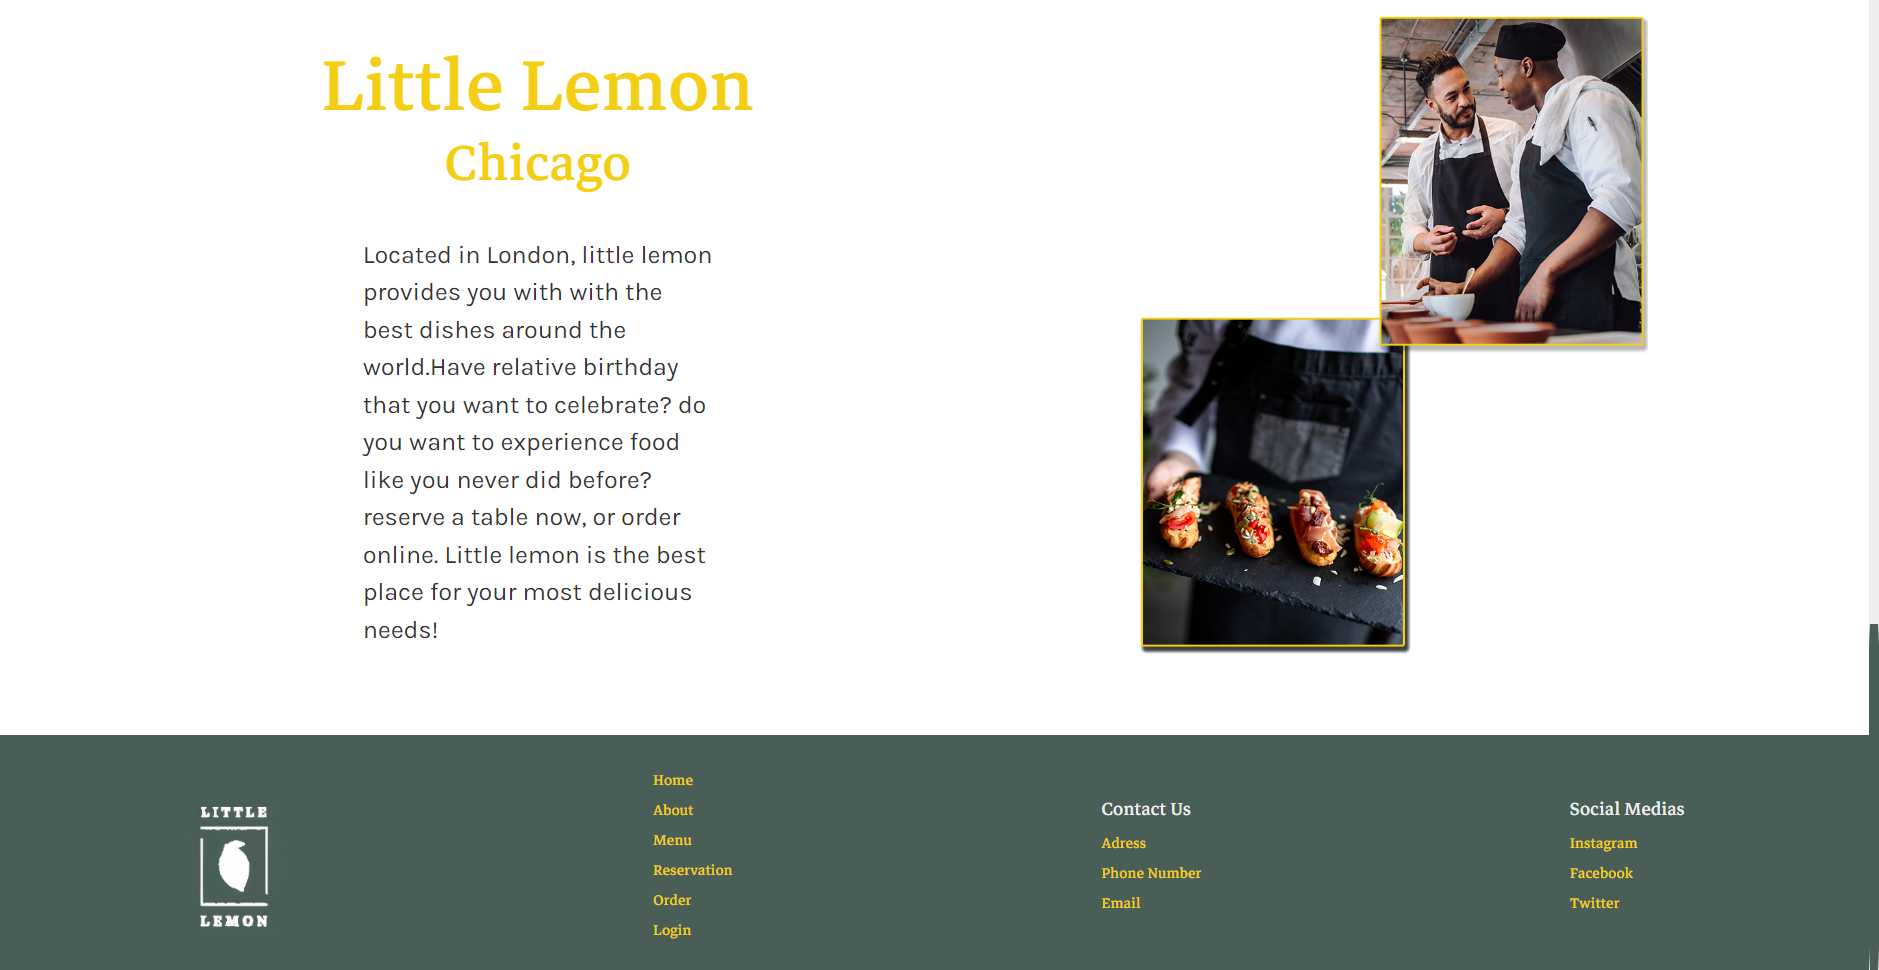 Little Lemon
Chicago
Located in London, little lemon
provides you with with the
best dishes around the
world.Have relative birthday
that you want to celebrate? do
you want to experience food
like you never did before?
reserve a table now, or order
online. Little lemon is the best
place for your most delicious
needs!
LITTLE
LEMON
Home
About
Menu
Reservation
Order
Login
Contact Us
Adress
Phone Number
Email
Social Medias
Instagram
Facebook
Twitter